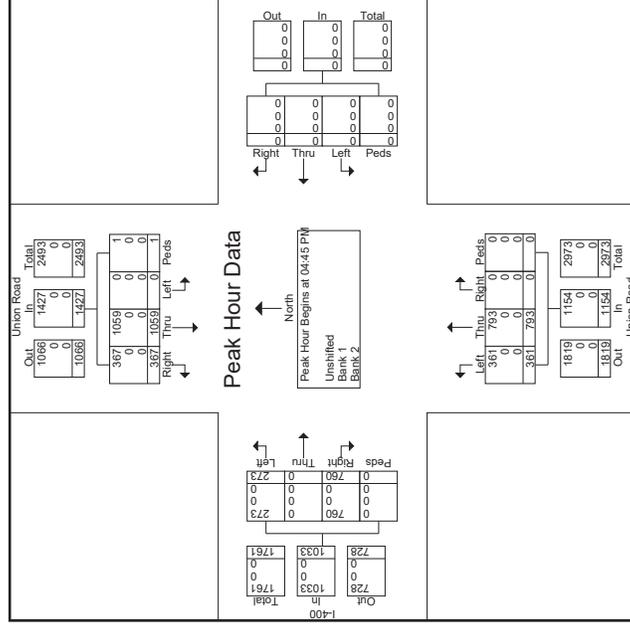 Out In Total
0 0 0
0 0 0
0 0 0
0 0 0
0 0 0 0
0 0 0 0
0 0 0 0
0 0 0 0
Right Thru Left Peds
Union Road
Out In Total
1066 1427 2493
0 0 0
0 0 0
1066 1427 2493
367 1059 0 1
0 0 0 0
0 0 0 0
367 1059 0 1
Right Thru Left Peds
Peak Hour Data
North
Peak Hour Begins at 04:45 PM
Unshifted
Bank 1
Bank 2
Left Thru Right Peds
361 793 0 0
0 0 0 0
0 0 0 0
361 793 0 0
1819 1154 2973
0 0 0
0 0 0
1819 1154 2973
Out In Total
Union Road
Left Thru Right Peds
273 0 760 0
0 0 0 0
0 0 0 0
273 0 760 0
1761 1033 728
0 0 0
0 0 0
1761 1033 728
Total In Out
I-400